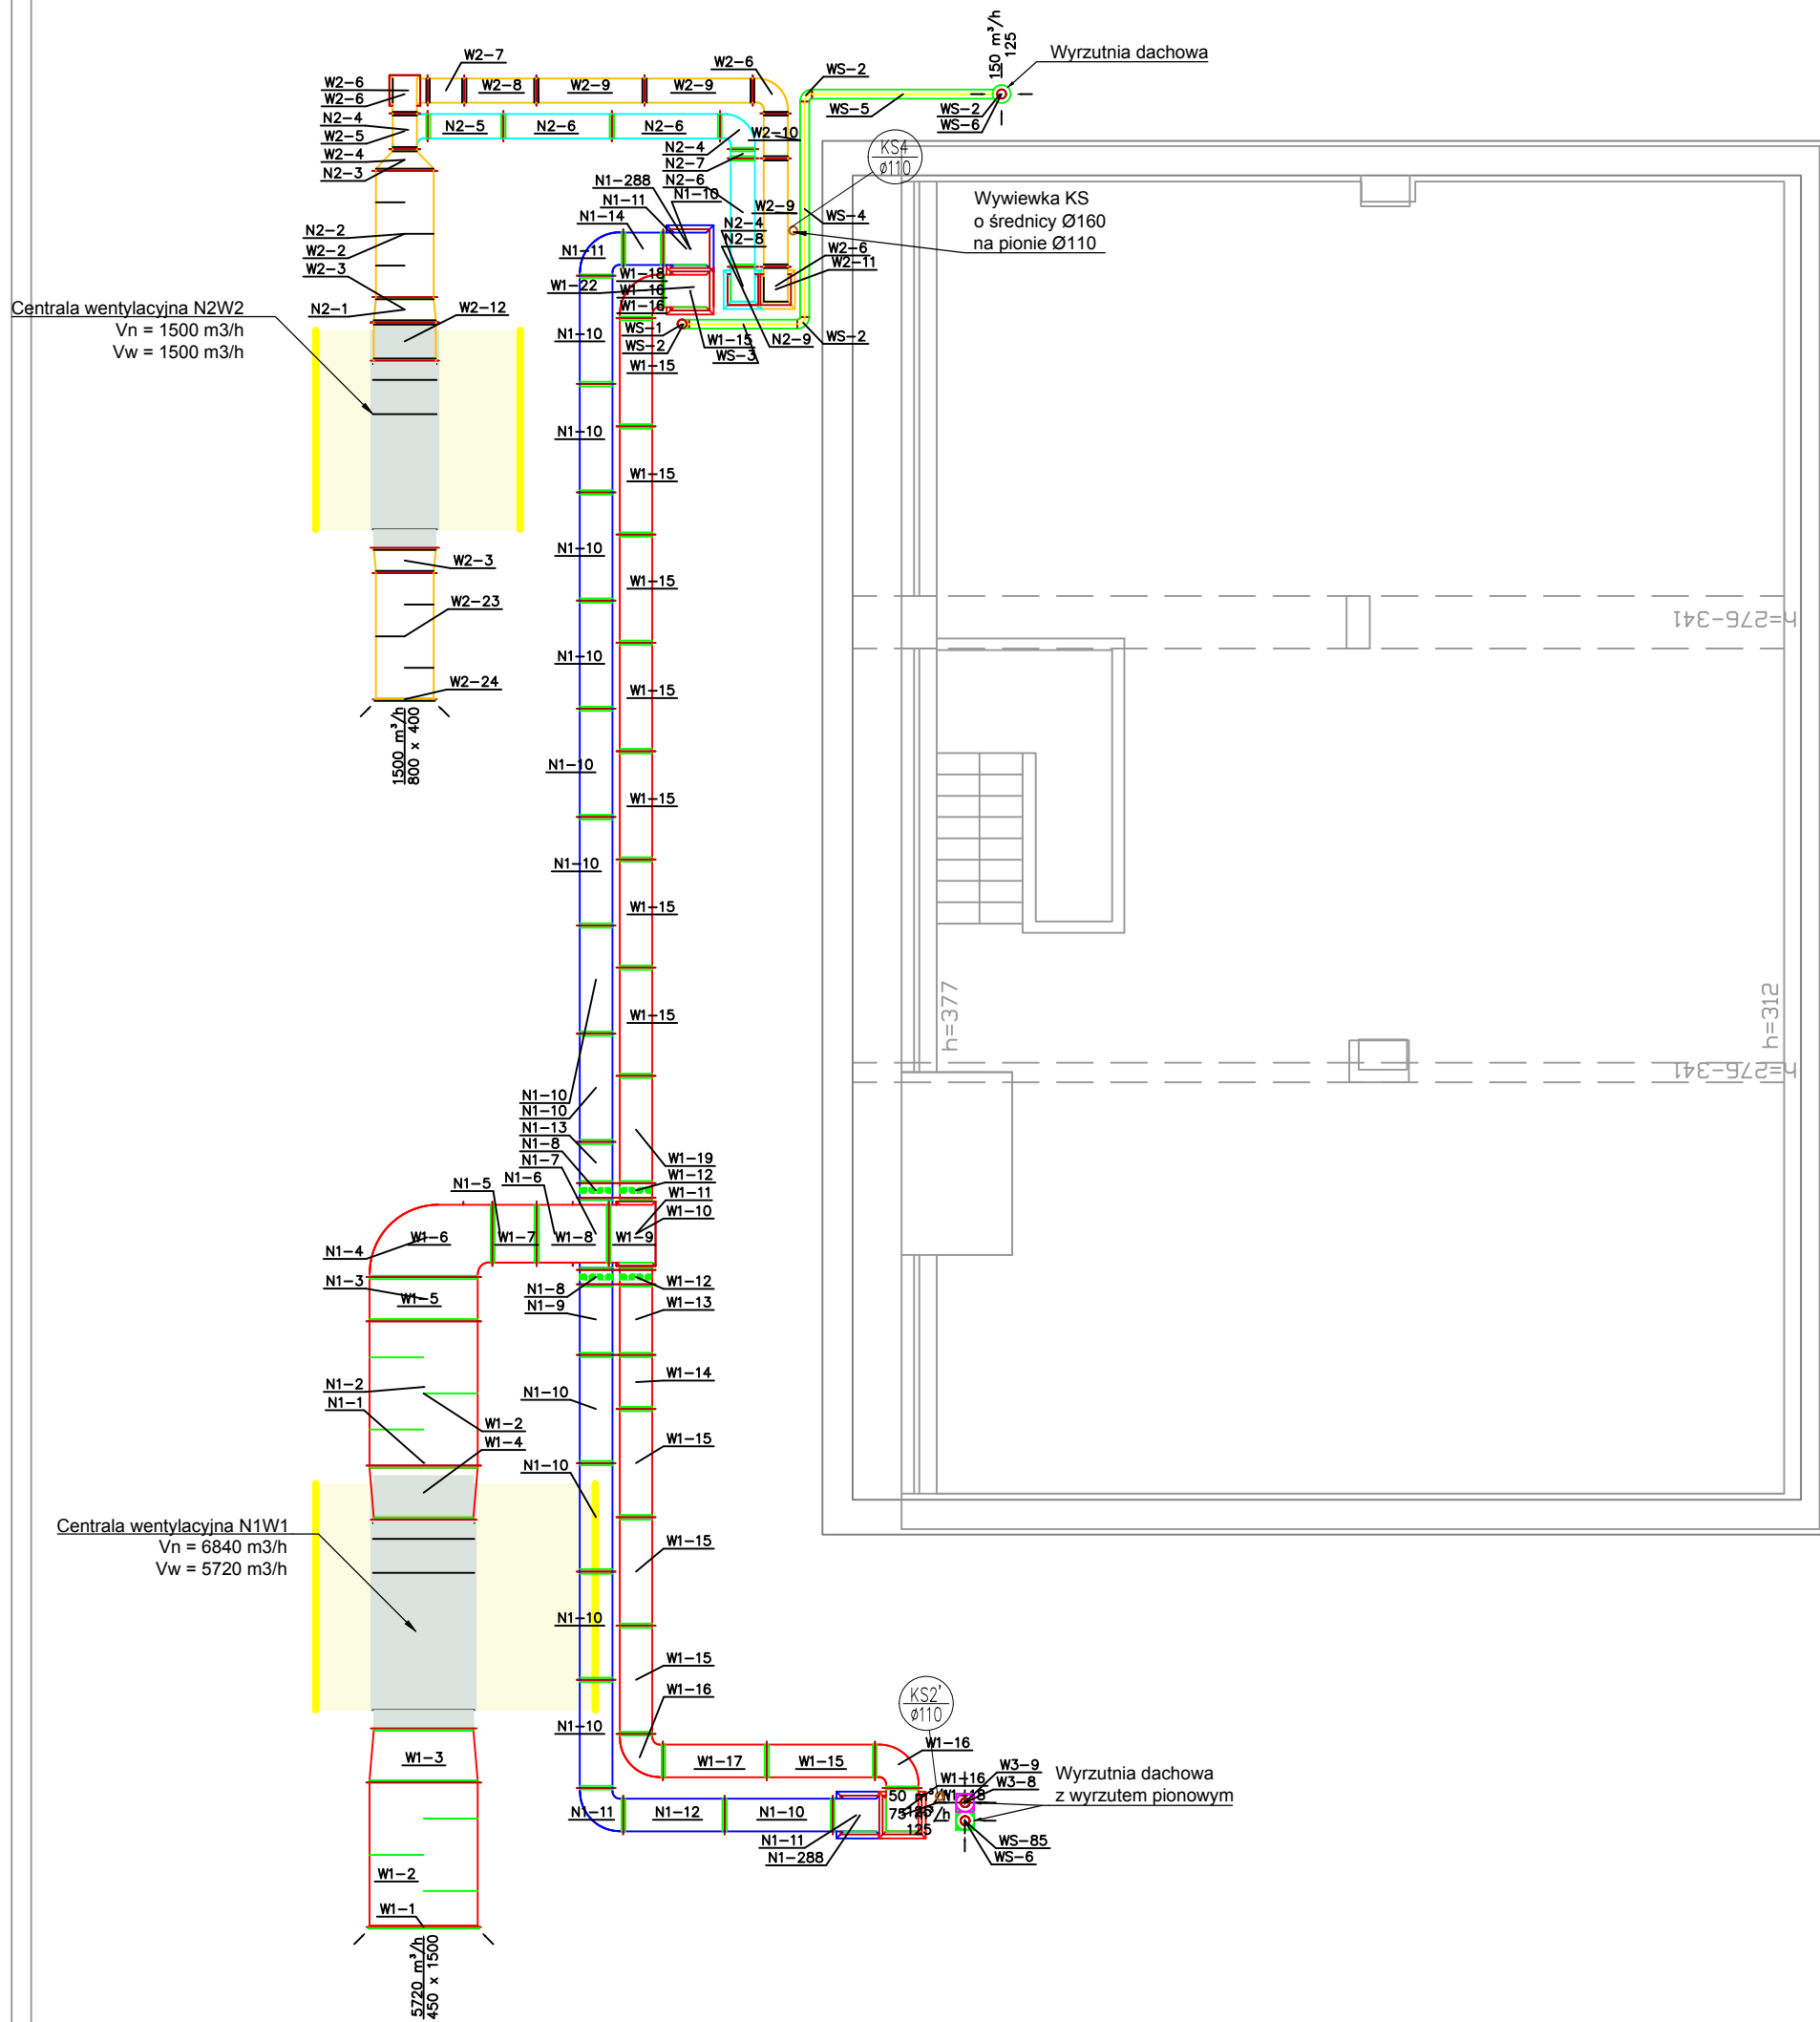 150 m³/h
125
Wyrzutnia dachowa
W2-7
W2-6
WS-2
W2-6
W2-6
W2-8
W2-9
W2-9
WS-5
WS-2
WS-6
N2-4
W2-5
N2-5
N2-6
N2-6
W2-10
KS4
ø110
W2-4
N2-3
N2-4
N2-7
N2-6
N1-288
N1-10
N1-11
N1-14
W2-9
WS-4
Wywiewka KS
o średnicy Ø160
na pionie Ø110
N2-2
W2-2
W2-3
N2-1
W2-12
N1-11
N2-4
N2-8
W2-6
W2-11
W1-18
W1-22
W1-16
W1-16
Centrala wentylacyjna N2W2
Vn = 1500 m3/h
Vw = 1500 m3/h
WS-1
WS-2
W1-15
WS-3
N2-9
WS-2
N1-10
W1-15
N1-10
W1-15
N1-10
W2-3
W1-15
W2-23
h=276-341
N1-10
W2-24
W1-15
1500 m³/h
800 x 400
N1-10
W1-15
N1-10
W1-15
h=377
h=312
W1-15
h=276-341
N1-10
N1-10
N1-13
N1-8
N1-7
N1-6
N1-5
W1-19
W1-12
W1-11
W1-10
W1-6
W1-7
W1-8
W1-9
N1-4
N1-3
W1-5
N1-8
N1-9
W1-12
W1-13
N1-2
N1-1
N1-10
W1-14
W1-2
W1-4
W1-15
N1-10
Centrala wentylacyjna N1W1
Vn = 6840 m3/h
Vw = 5720 m3/h
W1-15
N1-10
W1-15
W1-16
KS2'
ø110
N1-10
W1-3
W1-17
W1-15
W1-16
W3-9
W3-8
Wyrzutnia dachowa
z wyrzutem pionowym
W1-16
W1-18
50 m³/h
125
75 m³/h
125
N1-11
N1-12
N1-10
N1-11
N1-288
WS-85
WS-6
W1-2
W1-1
5720 m³/h
450 x 1500